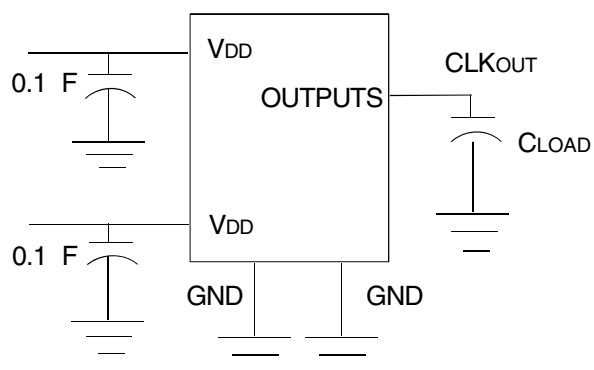 VDD
0.1 F
CLKOUT
OUTPUTS
CLOAD
VDD
0.1 F
GND
GND